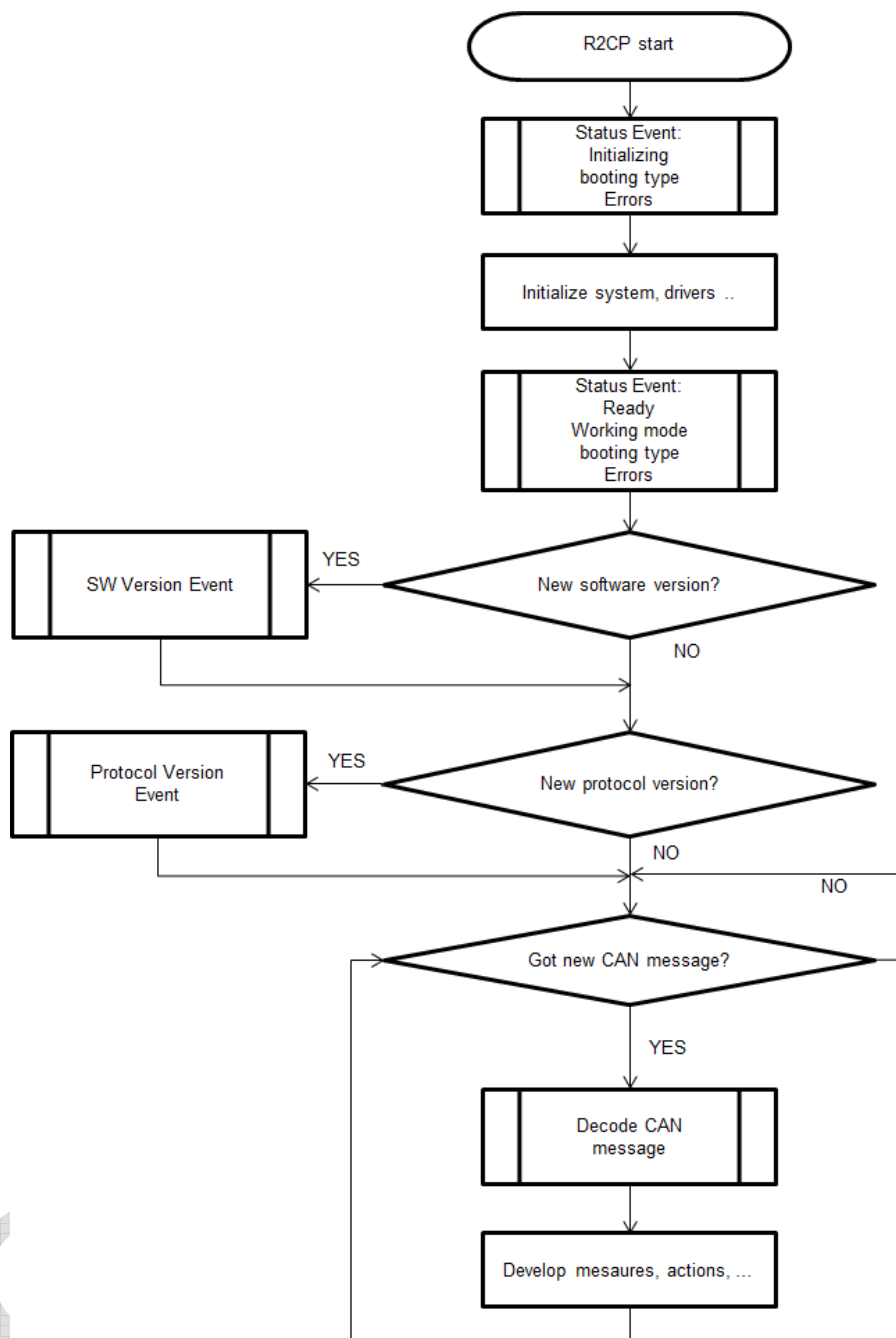 R2CP start
Status Event:
Initializing
booting type
Errors
Initialize system, drivers ..
Status Event:
Ready
Working mode
booting type
Errors
SW Version Event
YES
New software version?
NO
Protocol Version
Event
YES
New protocol version?
NO
NO
Got new CAN message?
YES
Decode CAN
message
Develop mesaures, actions, ...